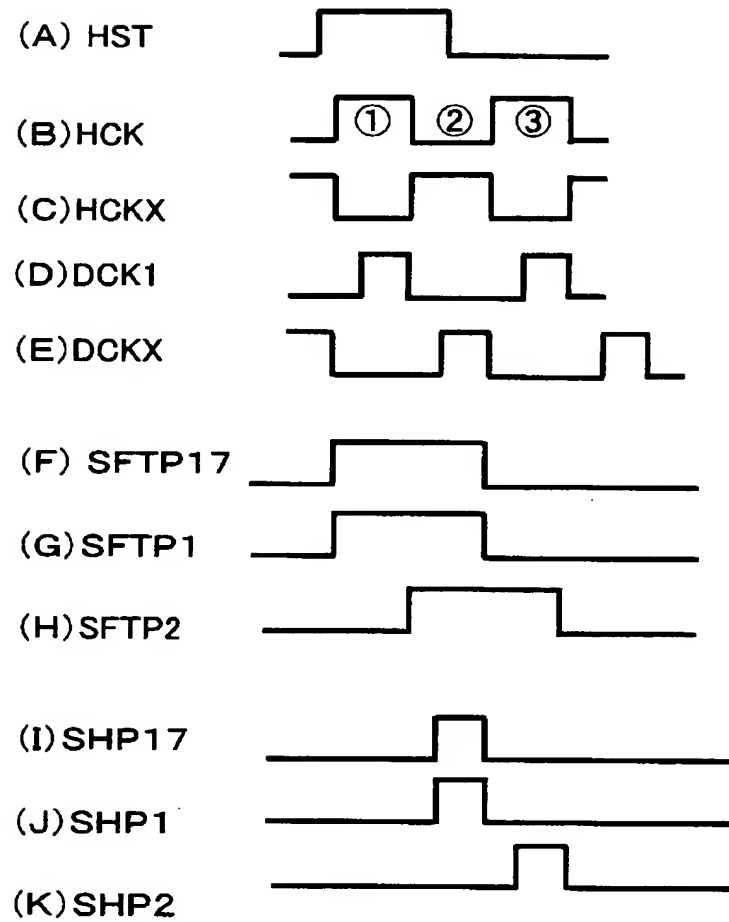 (A) HST
(B)HCK ① ② ③
(C)HCKX
(D)DCK1
(E)DCKX
(F) SFTP17
(G)SFTP1
(H)SFTP2
(I)SHP17
(J)SHP1
(K)SHP2